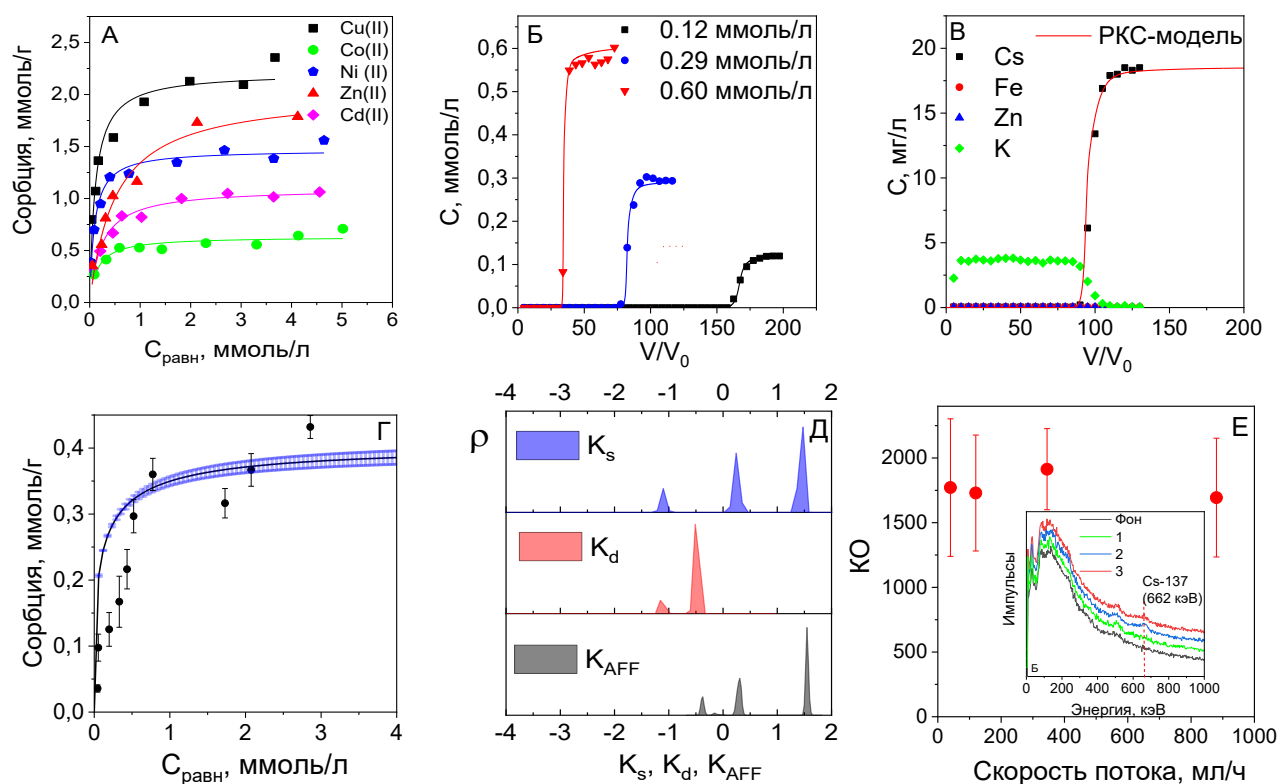 А
Cu(II)
Co(II)
Ni (II)
Zn(II)
Cd(II)
2,5
2,0
1,5
1,0
0,5
0,0
Сорбция, ммоль/г
0 1 2 3 4 5 6
Cравн, ммоль/л
Б
0.12 ммоль/л
0.29 ммоль/л
0.60 ммоль/л
0,6
0,5
0,4
0,3
0,2
0,1
0,0
C, ммоль/л
0 50 100 150 200
V/V0
В
РКС-модель
Cs
Fe
Zn
K
20
15
10
5
0
C, мг/л
0 50 100 150 200
V/V0
Г
0,4
0,3
0,2
0,1
0,0
Сорбция, ммоль/г
0 1 2 3 4
Cравн, ммоль/л
-4 -3 -2 -1 0 1 2
ρ
Д
Ks
Kd
KAFF
-4 -3 -2 -1 0 1 2
Ks, Kd, KAFF
Е
2000
1750
1500
1250
1000
750
500
250
0
КО
Фон
1
2
3
Cs-137
(662 кэВ)
Импульсы
Б
0 200 400 600 800 1000
Энергия, кэВ
0 200 400 600 800 1000
Скорость потока, мл/ч